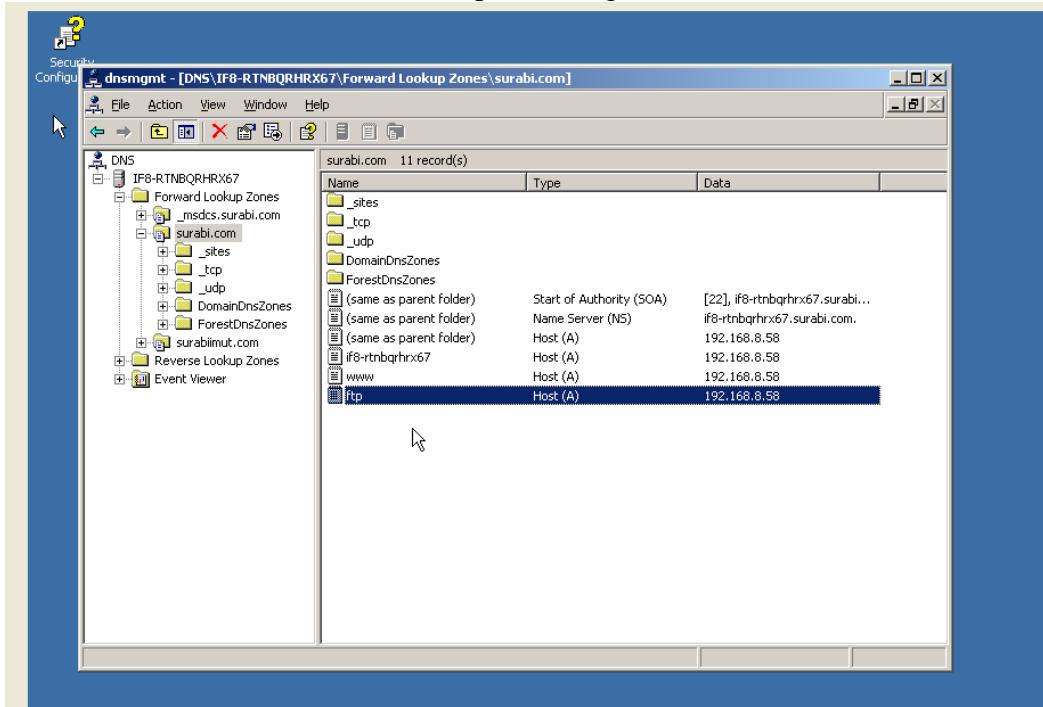 Security
Configu
dnsmgmt - [DNS\IF8-RTNBQRHRX67\Forward Lookup Zones\surabi.com]
File Action View Window Help
DNS
IF8-RTNBQRHRX67
Forward Lookup Zones
_msdcs.surabi.com
surabi.com
_sites
_tcp
_udp
DomainDnsZones
ForestDnsZones
surabiimut.com
Reverse Lookup Zones
Event Viewer
surabi.com 11 record(s)
Name Type Data
_sites
_tcp
_udp
DomainDnsZones
ForestDnsZones
(same as parent folder) Start of Authority (SOA) [22], if8-rtnbqrhrx67.surabi...
(same as parent folder) Name Server (NS) if8-rtnbqrhrx67.surabi.com.
(same as parent folder) Host (A) 192.168.8.58
if8-rtnbqrhrx67 Host (A) 192.168.8.58
www Host (A) 192.168.8.58
ftp Host (A) 192.168.8.58